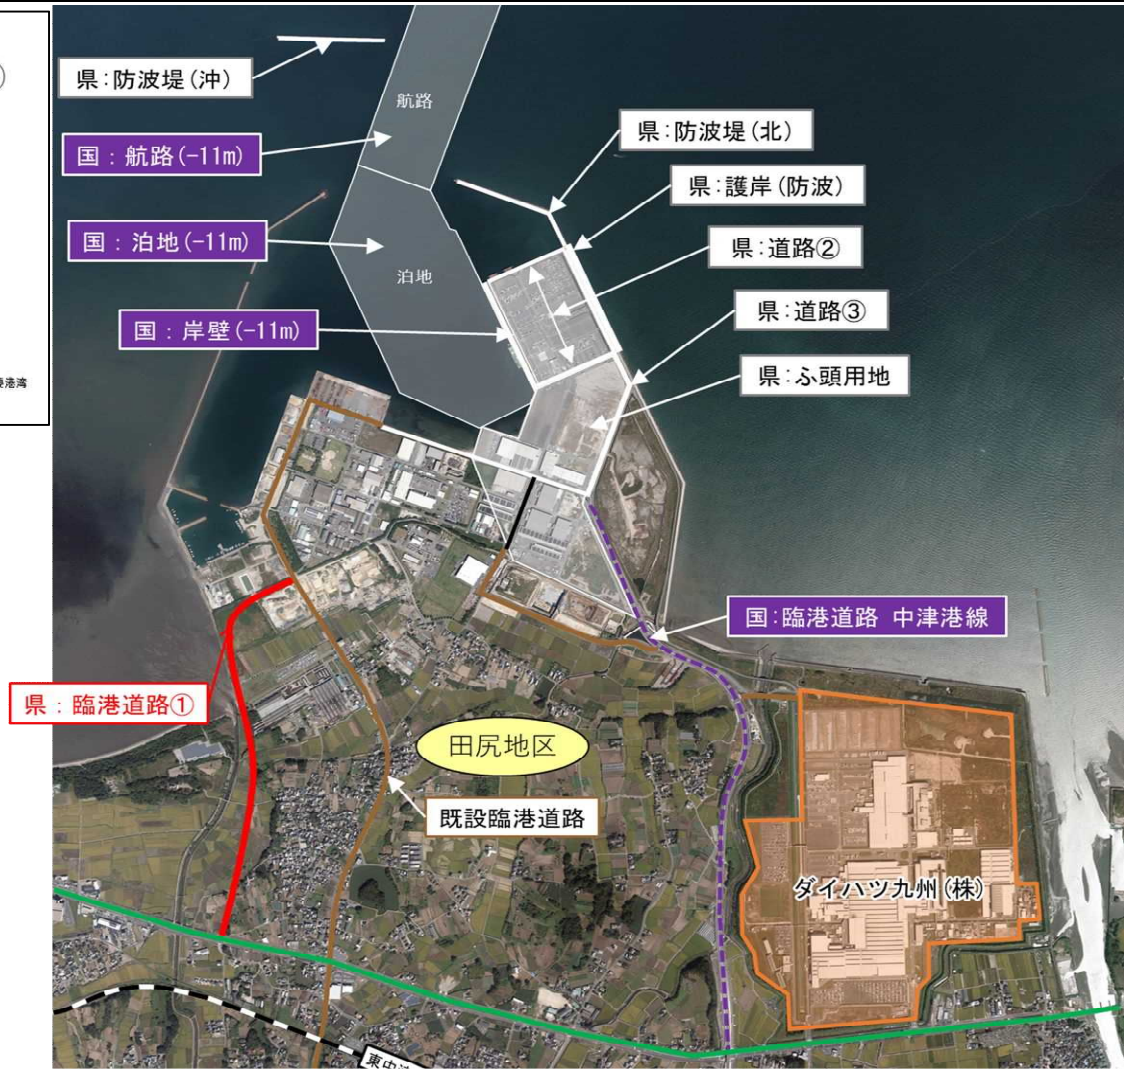 県：防波堤(沖)
航路
国：航路(-11m)
県：防波堤(北)
県：護岸(防波)
国：泊地(-11m)
泊地
県：道路②
国：岸壁(-11m)
県：道路③
県：ふ頭用地
国：臨港道路 中津港線
県：臨港道路①
田尻地区
既設臨港道路
ダイハツ九州(株)
東中